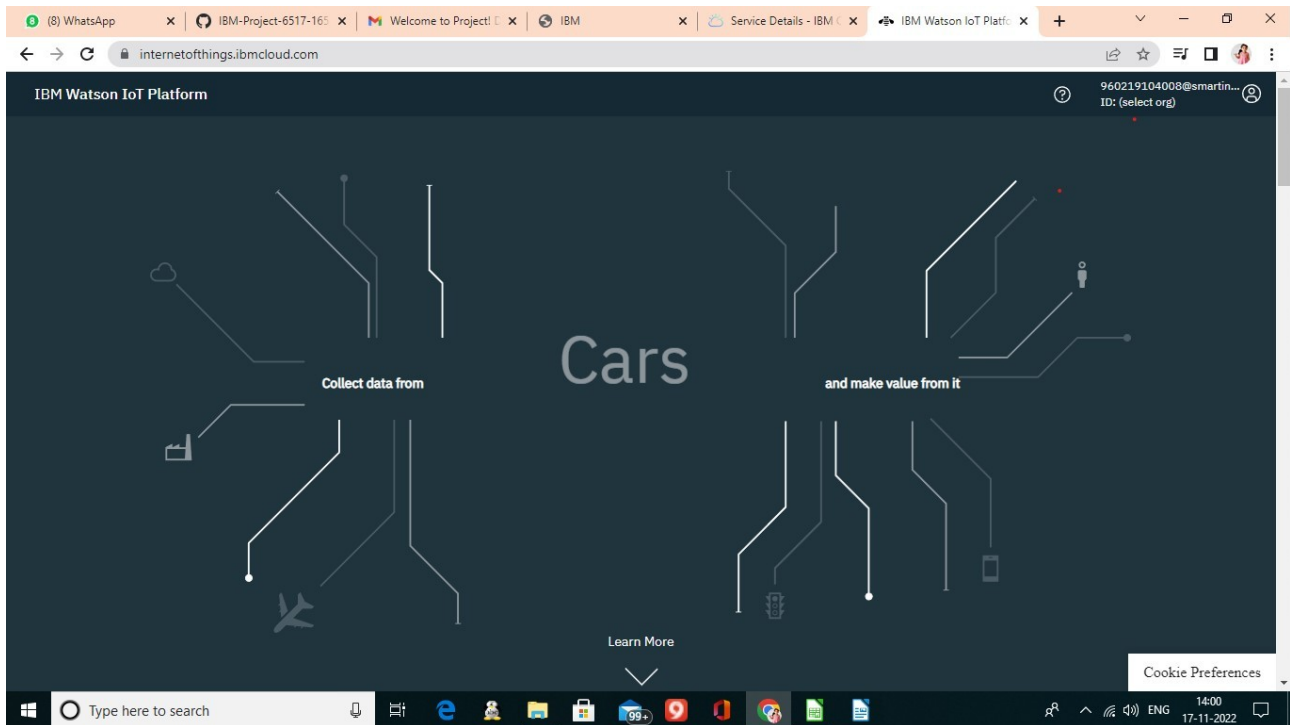 (8) WhatsApp
IBM-Project-6517-165
Welcome to Project!
IBM
Service Details - IBM
IBM Watson IoT Platfo
internetofthings.ibmcloud.com
IBM Watson IoT Platform
960219104008@smartin...
ID: (select org)
Collect data from
Cars
and make value from it
Learn More
Cookie Preferences
Type here to search
99+
9
ENG
14:00
17-11-2022